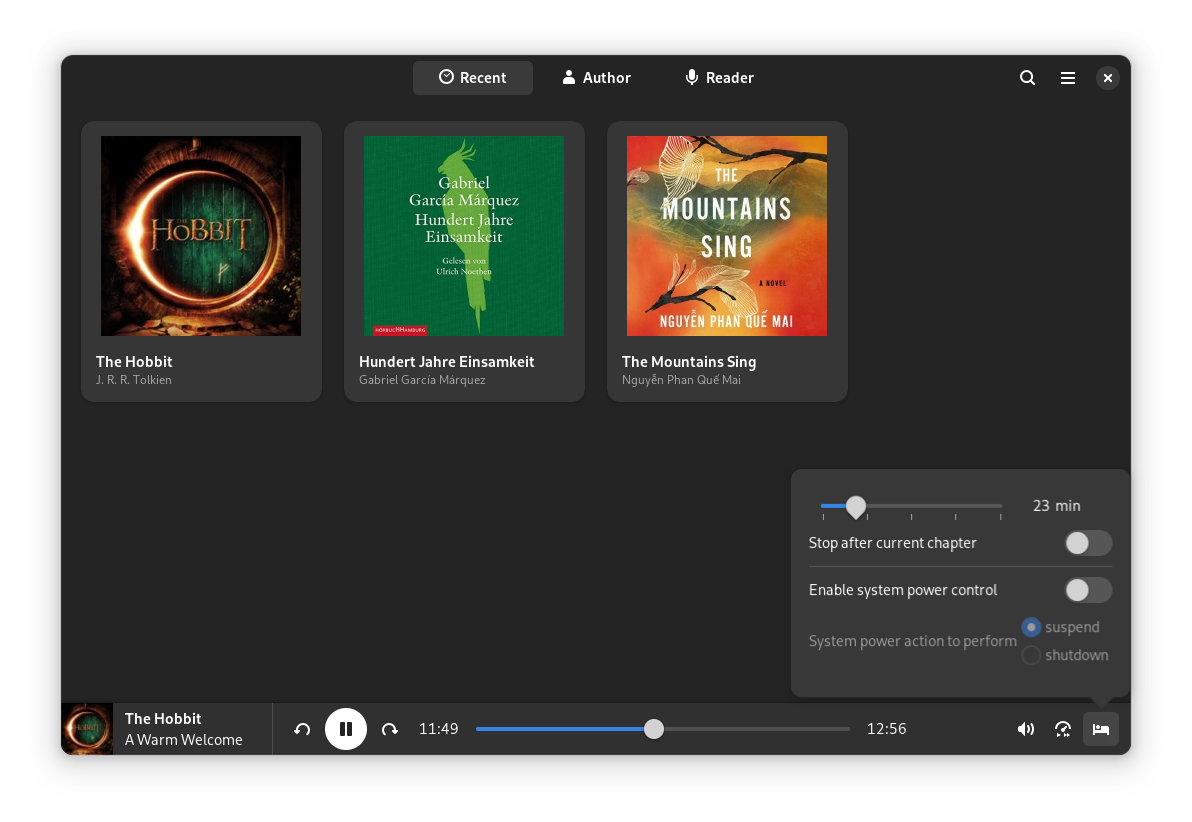 Recent
Author
Reader
THE
HOBBIT
Gabriel
García Márquez
Hundert Jahre
Einsamkeit
Gelesen von
Ulrich Noethen
HÖRBUCHHAMBURG
THE
MOUNTAINS
SING
A NOVEL
NGUYỄN PHAN QUẾ MAI
The Hobbit
J. R. R. Tolkien
Hundert Jahre Einsamkeit
Gabriel García Márquez
The Mountains Sing
Nguyễn Phan Quế Mai
23 min
Stop after current chapter
Enable system power control
System power action to perform
suspend
shutdown
The Hobbit
A Warm Welcome
11:49
12:56